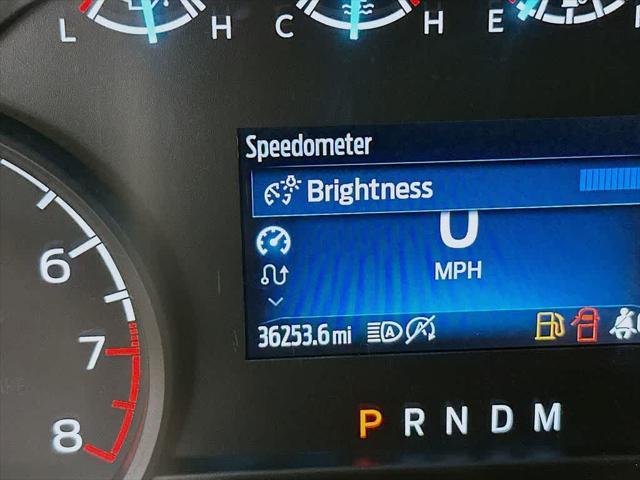 L H C H E
Speedometer
Brightness
0
MPH
6
7
8
36253.6 mi A
P R N D M